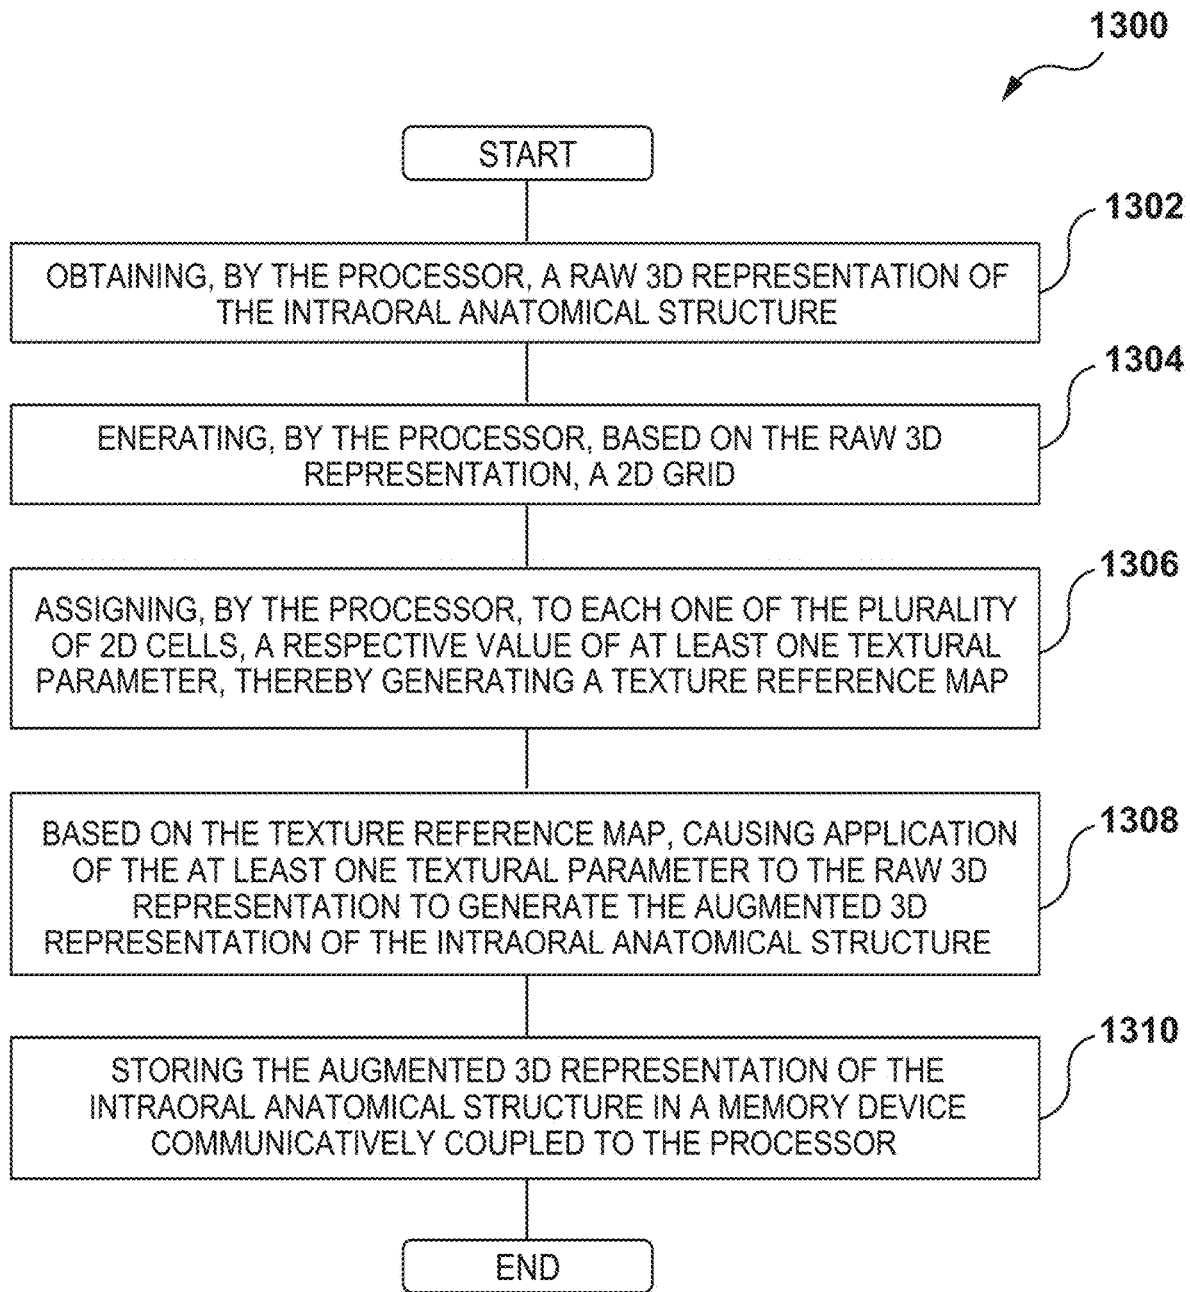 1300
START
1302
OBTAINING, BY THE PROCESSOR, A RAW 3D REPRESENTATION OF
THE INTRAORAL ANATOMICAL STRUCTURE
1304
ENERATING, BY THE PROCESSOR, BASED ON THE RAW 3D
REPRESENTATION, A 2D GRID
1306
ASSIGNING, BY THE PROCESSOR, TO EACH ONE OF THE PLURALITY
OF 2D CELLS, A RESPECTIVE VALUE OF AT LEAST ONE TEXTURAL
PARAMETER, THEREBY GENERATING A TEXTURE REFERENCE MAP
1308
BASED ON THE TEXTURE REFERENCE MAP, CAUSING APPLICATION
OF THE AT LEAST ONE TEXTURAL PARAMETER TO THE RAW 3D
REPRESENTATION TO GENERATE THE AUGMENTED 3D
REPRESENTATION OF THE INTRAORAL ANATOMICAL STRUCTURE
1310
STORING THE AUGMENTED 3D REPRESENTATION OF THE
INTRAORAL ANATOMICAL STRUCTURE IN A MEMORY DEVICE
COMMUNICATIVELY COUPLED TO THE PROCESSOR
END